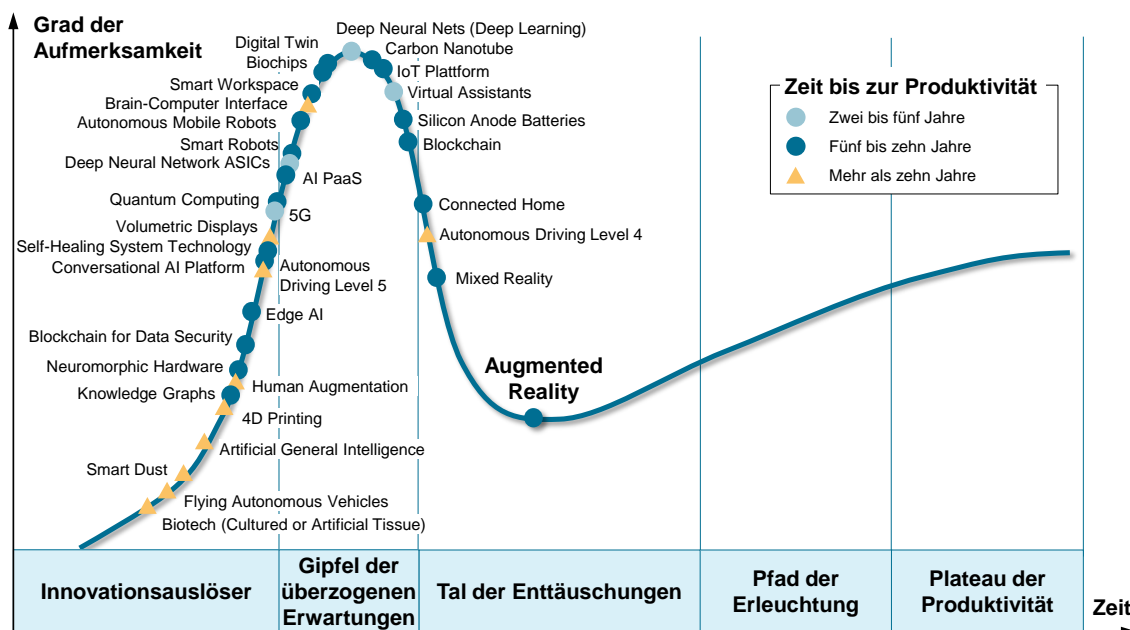 Grad der
Aufmerksamkeit
Deep Neural Nets (Deep Learning)
Digital Twin
Biochips
Carbon Nanotube
IoT Plattform
Smart Workspace
Virtual Assistants
Brain-Computer Interface
Autonomous Mobile Robots
Silicon Anode Batteries
Smart Robots
Blockchain
Deep Neural Network ASICs
AI PaaS
Quantum Computing
5G
Connected Home
Volumetric Displays
Autonomous Driving Level 4
Self-Healing System Technology
Conversational AI Platform
Autonomous
Driving Level 5
Mixed Reality
Edge AI
Blockchain for Data Security
Neuromorphic Hardware
Human Augmentation
Knowledge Graphs
4D Printing
Augmented
Reality
Artificial General Intelligence
Smart Dust
Flying Autonomous Vehicles
Biotech (Cultured or Artificial Tissue)
Zeit bis zur Produktivität
Zwei bis fünf Jahre
Fünf bis zehn Jahre
Mehr als zehn Jahre
Innovationsauslöser
Gipfel der
überzogenen
Erwartungen
Tal der Enttäuschungen
Pfad der
Erleuchtung
Plateau der
Produktivität
Zeit